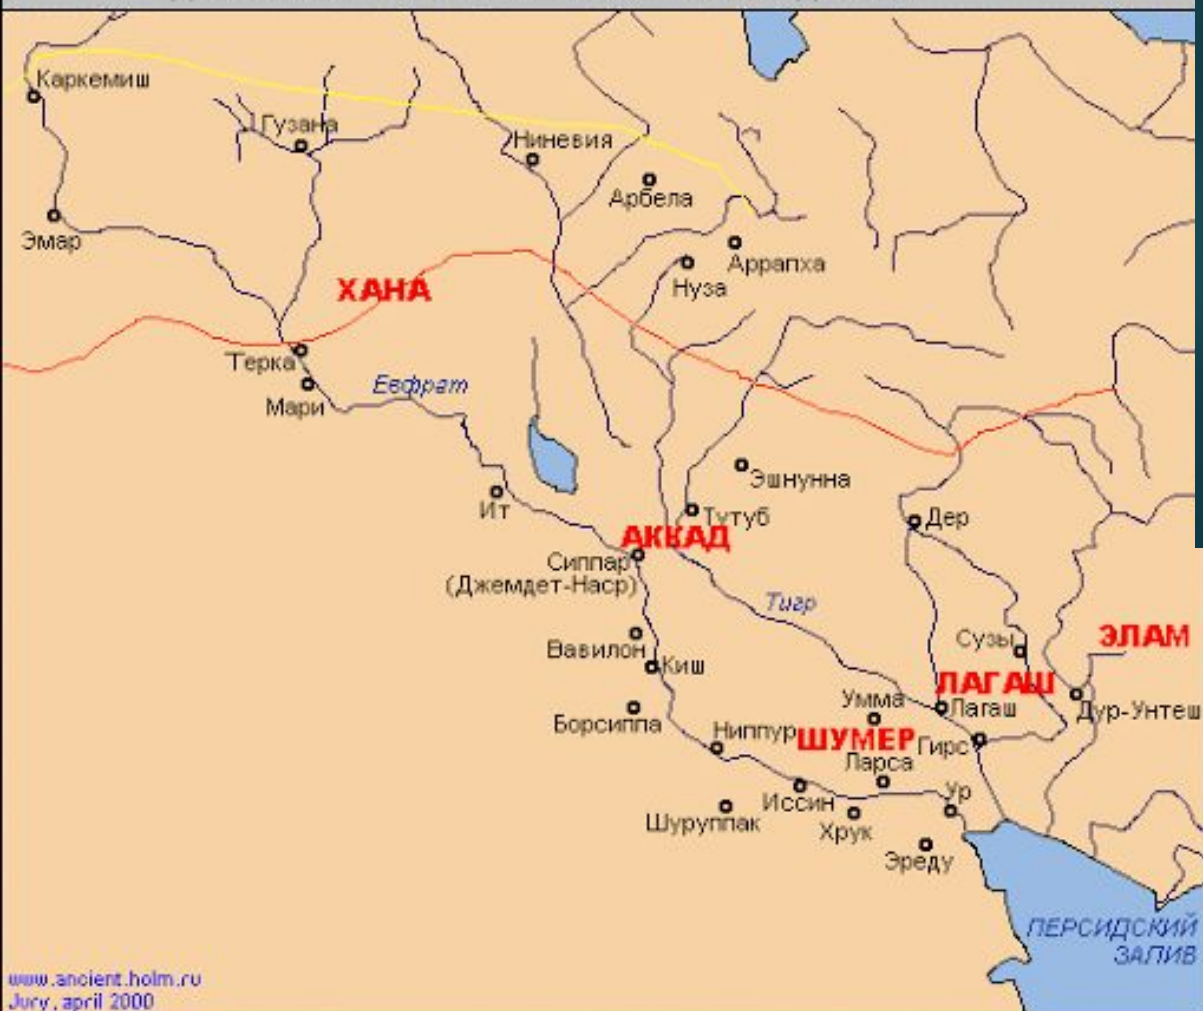 Каркемиш
Гузана
Ниневия
Арбела
Эмар
Аррапха
Нуза
ХАНА
Терка
Мари
Евфрат
Эшнунна
Ит
Тутуб
Дер
АККАД
Сиппар
(Джемдет-Наср)
Тигр
Вавилон
Киш
Сузы
ЭЛАМ
ЛАГАШ
Борсиппа
Умма
Лагаш
Дур-Унтеш
Ниппур
ШУМЕР
Гирс
Ларса
Иссин
Ур
Шуруппак
Хрук
Эреду
ПЕРСИДСКИЙ
ЗАЛИВ
www.ancient.holm.ru
Jury, april 2000